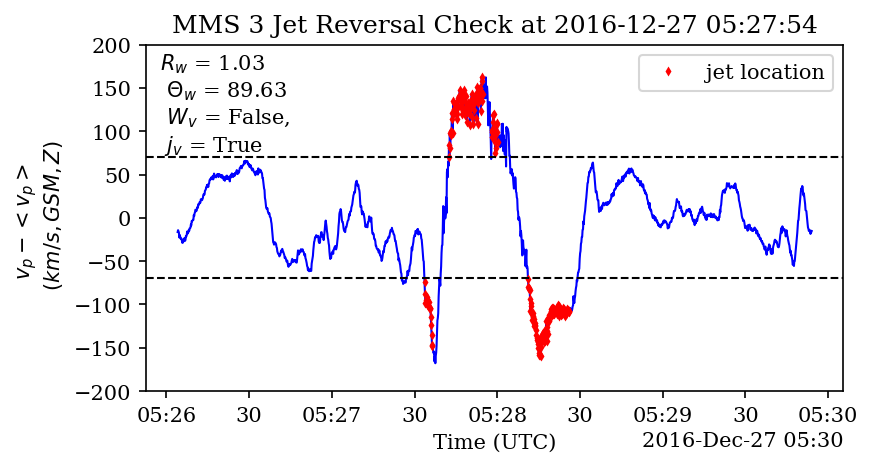 MMS 3 Jet Reversal Check at 2016-12-27 05:27:54
200
150
100
50
0
−50
−100
−150
−200
v_p − < v_p >
(km/s, GSM, Z)
R_w = 1.03
Θ_w = 89.63
W_v = False,
j_v = True
jet location
05:26 30 05:27 30 05:28 30 05:29 30 05:30
Time (UTC)
2016-Dec-27 05:30